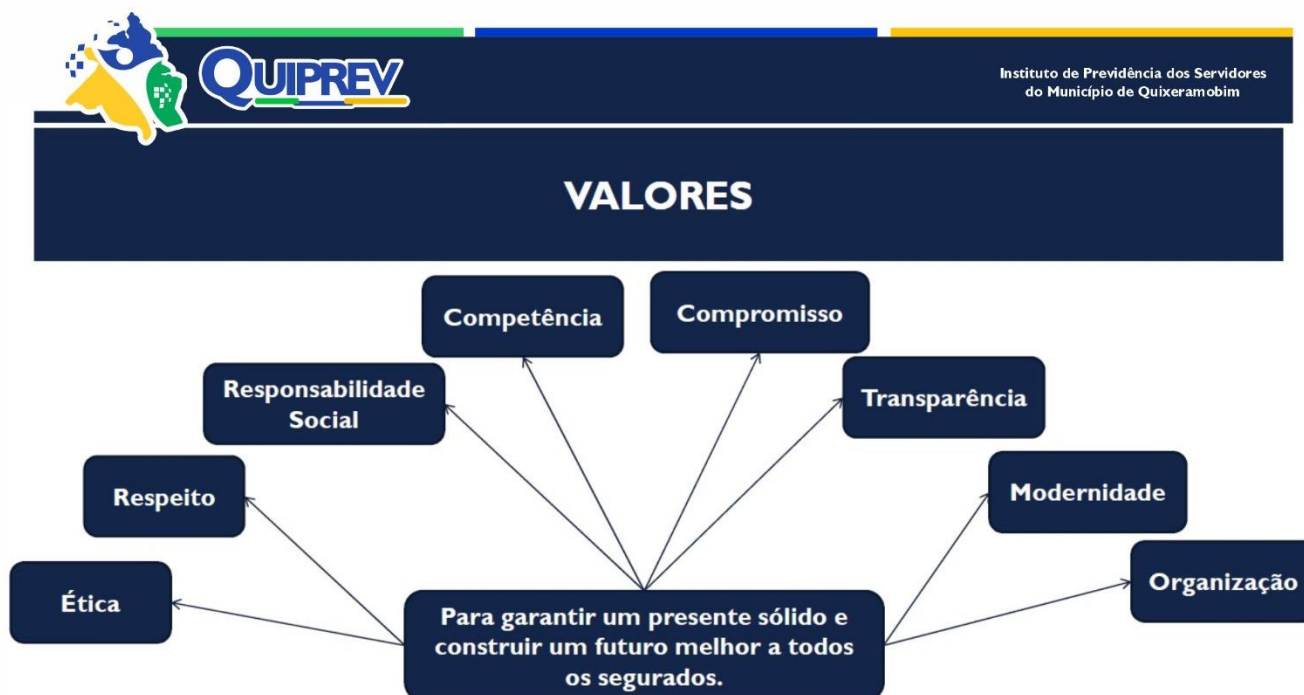 QUIPREV
Instituto de Previdência dos Servidores
do Município de Quixeramobim
VALORES
Competência
Compromisso
Responsabilidade
Social
Transparência
Respeito
Modernidade
Ética
Organização
Para garantir um presente sólido e
construir um futuro melhor a todos
os segurados.